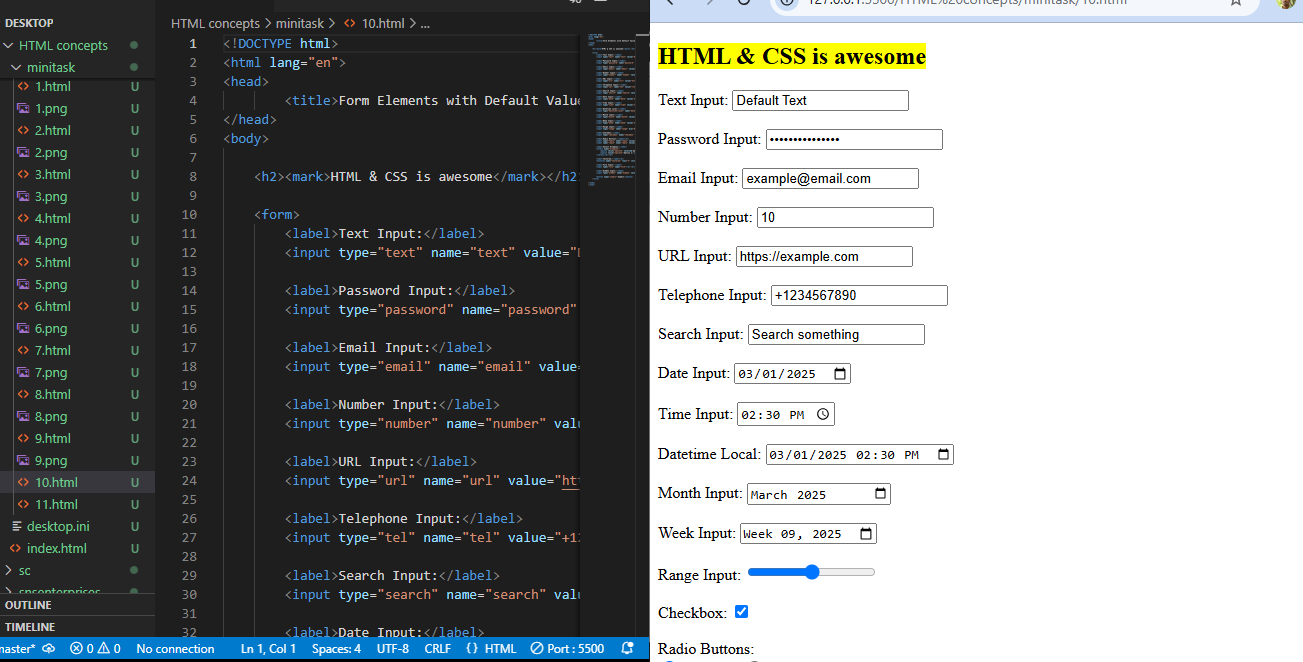 DESKTOP
HTML concepts
minitask
1.html U
1.png U
2.html U
2.png U
3.html U
3.png U
4.html U
4.png U
5.html U
5.png U
6.html U
6.png U
7.html U
7.png U
8.html U
8.png U
9.html U
9.png U
10.html U
11.html U
desktop.ini U
index.html U
sc
snsenterprises
OUTLINE
TIMELINE
HTML concepts > minitask > <> 10.html > ...
1 <!DOCTYPE html>
2 <html lang="en">
3 <head>
4 <title>Form Elements with Default Value
5 </head>
6 <body>
7
8 <h2><mark>HTML & CSS is awesome</mark></h2
9
10 <form>
11 <label>Text Input:</label>
12 <input type="text" name="text" value="
13
14 <label>Password Input:</label>
15 <input type="password" name="password"
16
17 <label>Email Input:</label>
18 <input type="email" name="email" value=
19
20 <label>Number Input:</label>
21 <input type="number" name="number" valu
22
23 <label>URL Input:</label>
24 <input type="url" name="url" value="htt
25
26 <label>Telephone Input:</label>
27 <input type="tel" name="tel" value="+12
28
29 <label>Search Input:</label>
30 <input type="search" name="search" valu
31
32 <label>Date Input:</label>
master* 0 0 No connection Ln 1, Col 1 Spaces: 4 UTF-8 CRLF {} HTML Port : 5500
127.0.0.1:5500/HTML%20concepts/minitask/10.html
HTML & CSS is awesome
Text Input: Default Text
Password Input: •••••••••••••••
Email Input: example@email.com
Number Input: 10
URL Input: https://example.com
Telephone Input: +1234567890
Search Input: Search something
Date Input: 03/01/2025
Time Input: 02:30 PM
Datetime Local: 03/01/2025 02:30 PM
Month Input: March 2025
Week Input: Week 09, 2025
Range Input:
Checkbox:
Radio Buttons: